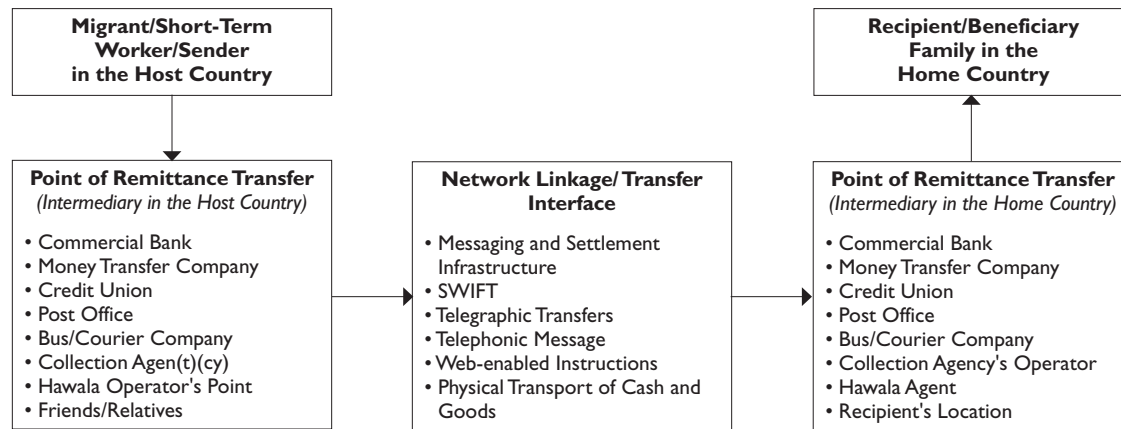 Migrant/Short-Term
Worker/Sender
in the Host Country
Recipient/Beneficiary
Family in the
Home Country
Point of Remittance Transfer
(Intermediary in the Host Country)
• Commercial Bank
• Money Transfer Company
• Credit Union
• Post Office
• Bus/Courier Company
• Collection Agen(t)(cy)
• Hawala Operator's Point
• Friends/Relatives
Network Linkage/ Transfer
Interface
• Messaging and Settlement
Infrastructure
• SWIFT
• Telegraphic Transfers
• Telephonic Message
• Web-enabled Instructions
• Physical Transport of Cash and
Goods
Point of Remittance Transfer
(Intermediary in the Home Country)
• Commercial Bank
• Money Transfer Company
• Credit Union
• Post Office
• Bus/Courier Company
• Collection Agency's Operator
• Hawala Agent
• Recipient's Location